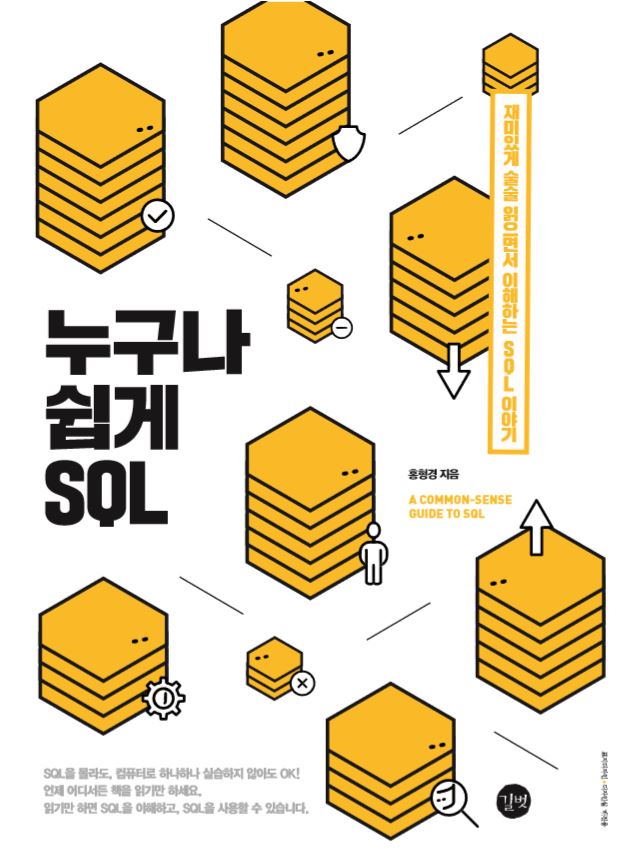 재미있게 술술 읽으면서 이해하는 SQL 이야기
누구나
쉽게
SQL
홍형경 지음
A COMMON-SENSE
GUIDE TO SQL
SQL을 몰라도, 컴퓨터로 하나하나 실습하지 않아도 OK!
언제 어디서든 책을 읽기만 하세요.
읽기만 하면 SQL을 이해하고, SQL을 사용할 수 있습니다.
길벗